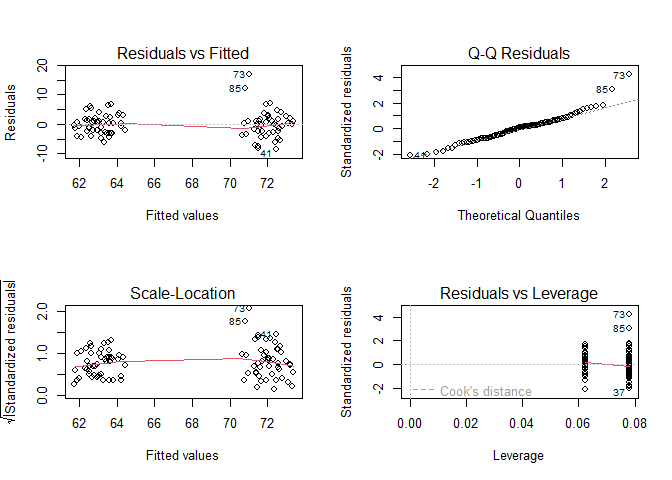 Residuals vs Fitted
Residuals
20
10
0
-10
73
85
41
62 64 66 68 70 72
Fitted values
Q-Q Residuals
Standardized residuals
4
2
0
-2
73
85
41
-2 -1 0 1 2
Theoretical Quantiles
Scale-Location
√|Standardized residuals|
2.0
1.0
0.0
73
85
41
62 64 66 68 70 72
Fitted values
Residuals vs Leverage
Standardized residuals
4
2
0
-2
73
85
37
Cook's distance
0.00 0.02 0.04 0.06 0.08
Leverage